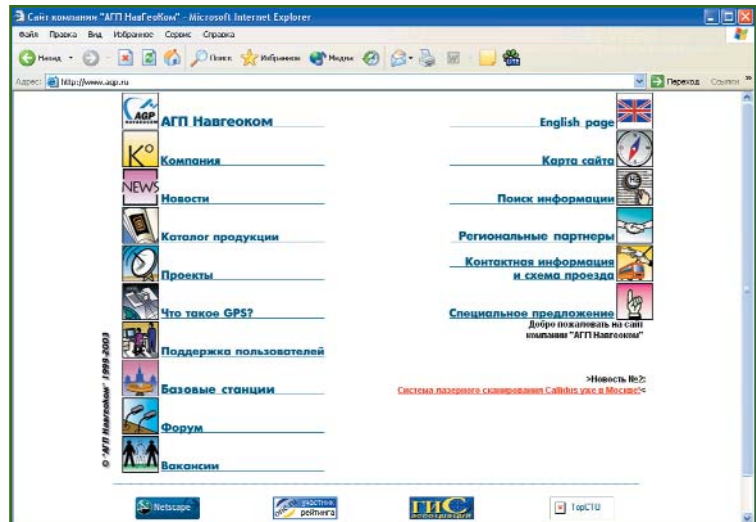 Сайт компании "АГП НавГеоКом" - Microsoft Internet Explorer
Файл Правка Вид Избранное Сервис Справка
Назад Поиск Избранное Медиа
Адрес: http://www.agp.ru Переход Ссылки
AGP
АГП Навгеоком
English page
K°
Компания
Карта сайта
NEWS
Новости
Поиск информации
Каталог продукции
Региональные партнеры
Проекты
Контактная информация
и схема проезда
Что такое GPS?
Специальное предложение
Добро пожаловать на сайт
компании "АГП Навгеоком"
Поддержка пользователей
Базовые станции
>Новость №2:
Система лазерного сканирования Callidus уже в Москве!<
Форум
Вакансии
© "АГП Навгеоком" 1999-2003
Netscape
участник
рейтинга
ГИС
АССОЦИАЦИЯ
TopCTO